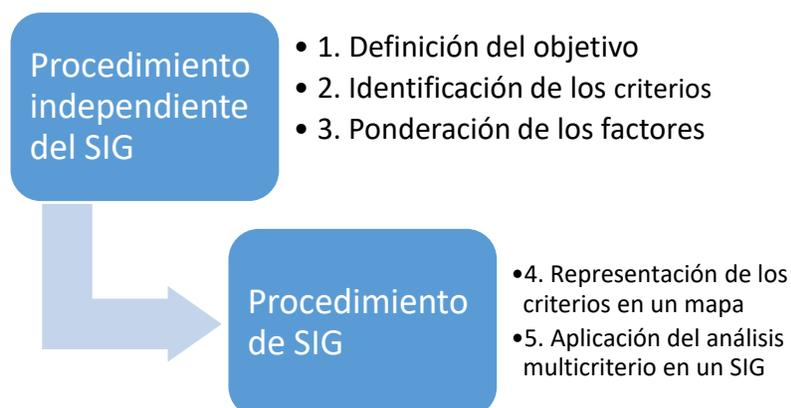 Procedimiento
independiente
del SIG
• 1. Definición del objetivo
• 2. Identificación de los criterios
• 3. Ponderación de los factores
Procedimiento
de SIG
•4. Representación de los
criterios en un mapa
•5. Aplicación del análisis
multicriterio en un SIG